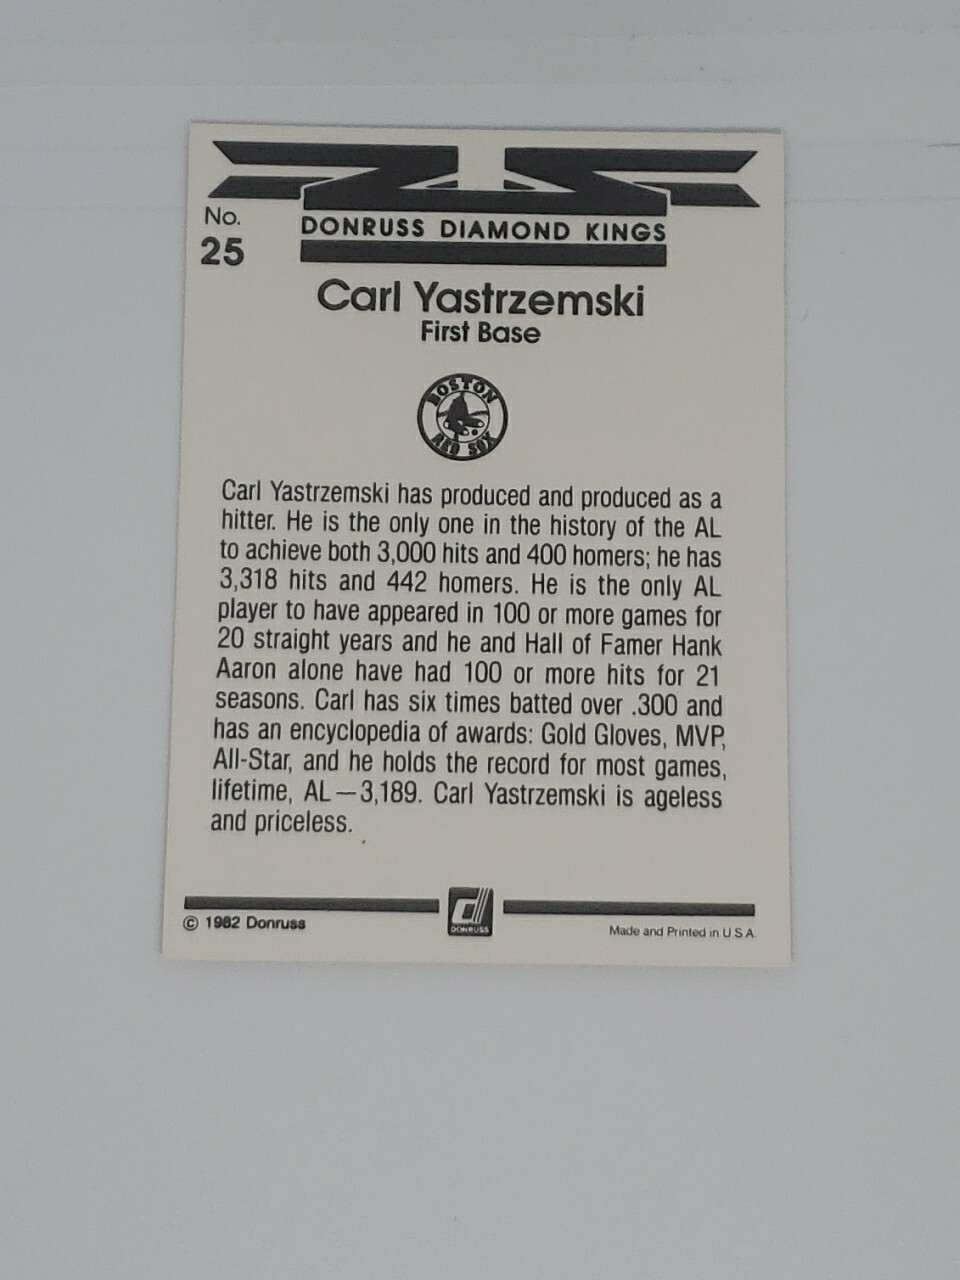 No.
25
DONRUSS DIAMOND KINGS
Carl Yastrzemski
First Base
BOSTON
RED SOX
Carl Yastrzemski has produced and produced as a
hitter. He is the only one in the history of the AL
to achieve both 3,000 hits and 400 homers; he has
3,318 hits and 442 homers. He is the only AL
player to have appeared in 100 or more games for
20 straight years and he and Hall of Famer Hank
Aaron alone have had 100 or more hits for 21
seasons. Carl has six times batted over .300 and
has an encyclopedia of awards: Gold Gloves, MVP,
All-Star, and he holds the record for most games,
lifetime, AL—3,189. Carl Yastrzemski is ageless
and priceless.
© 1982 Donruss
d
DONRUSS
Made and Printed in U S A